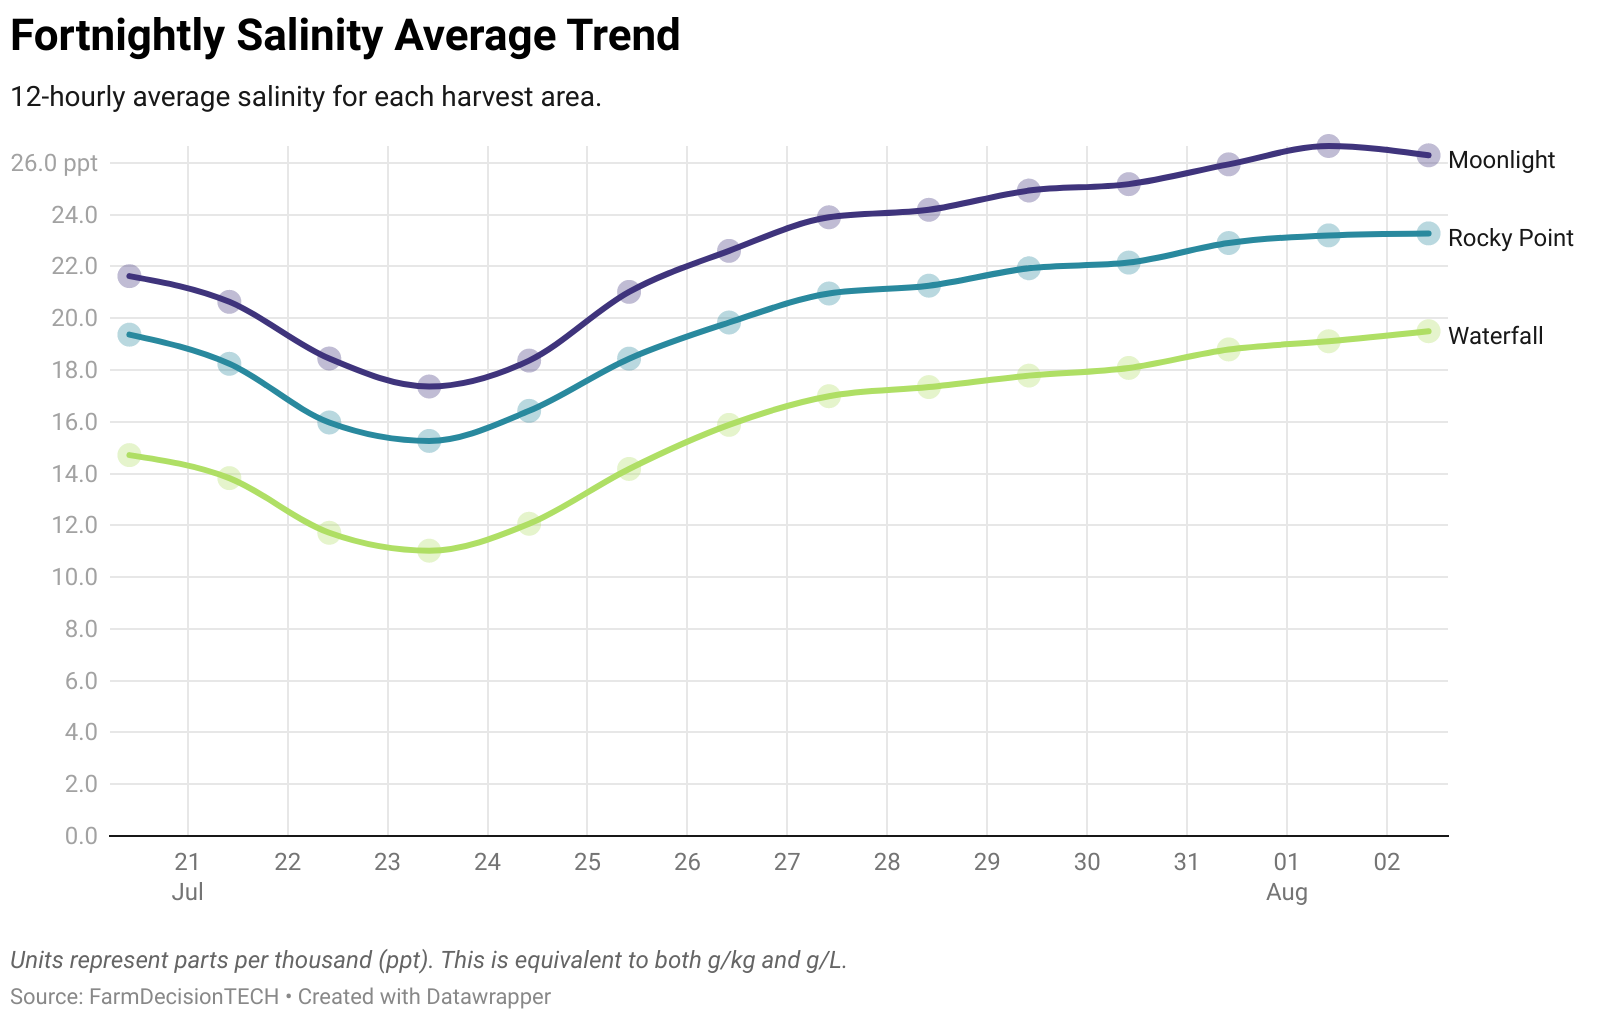 Fortnightly Salinity Average Trend
12-hourly average salinity for each harvest area.
26.0 ppt
24.0
22.0
20.0
18.0
16.0
14.0
12.0
10.0
8.0
6.0
4.0
2.0
0.0
Moonlight
Rocky Point
Waterfall
21 22 23 24 25 26 27 28 29 30 31 01 02
Jul Aug
Units represent parts per thousand (ppt). This is equivalent to both g/kg and g/L.
Source: FarmDecisionTECH • Created with Datawrapper